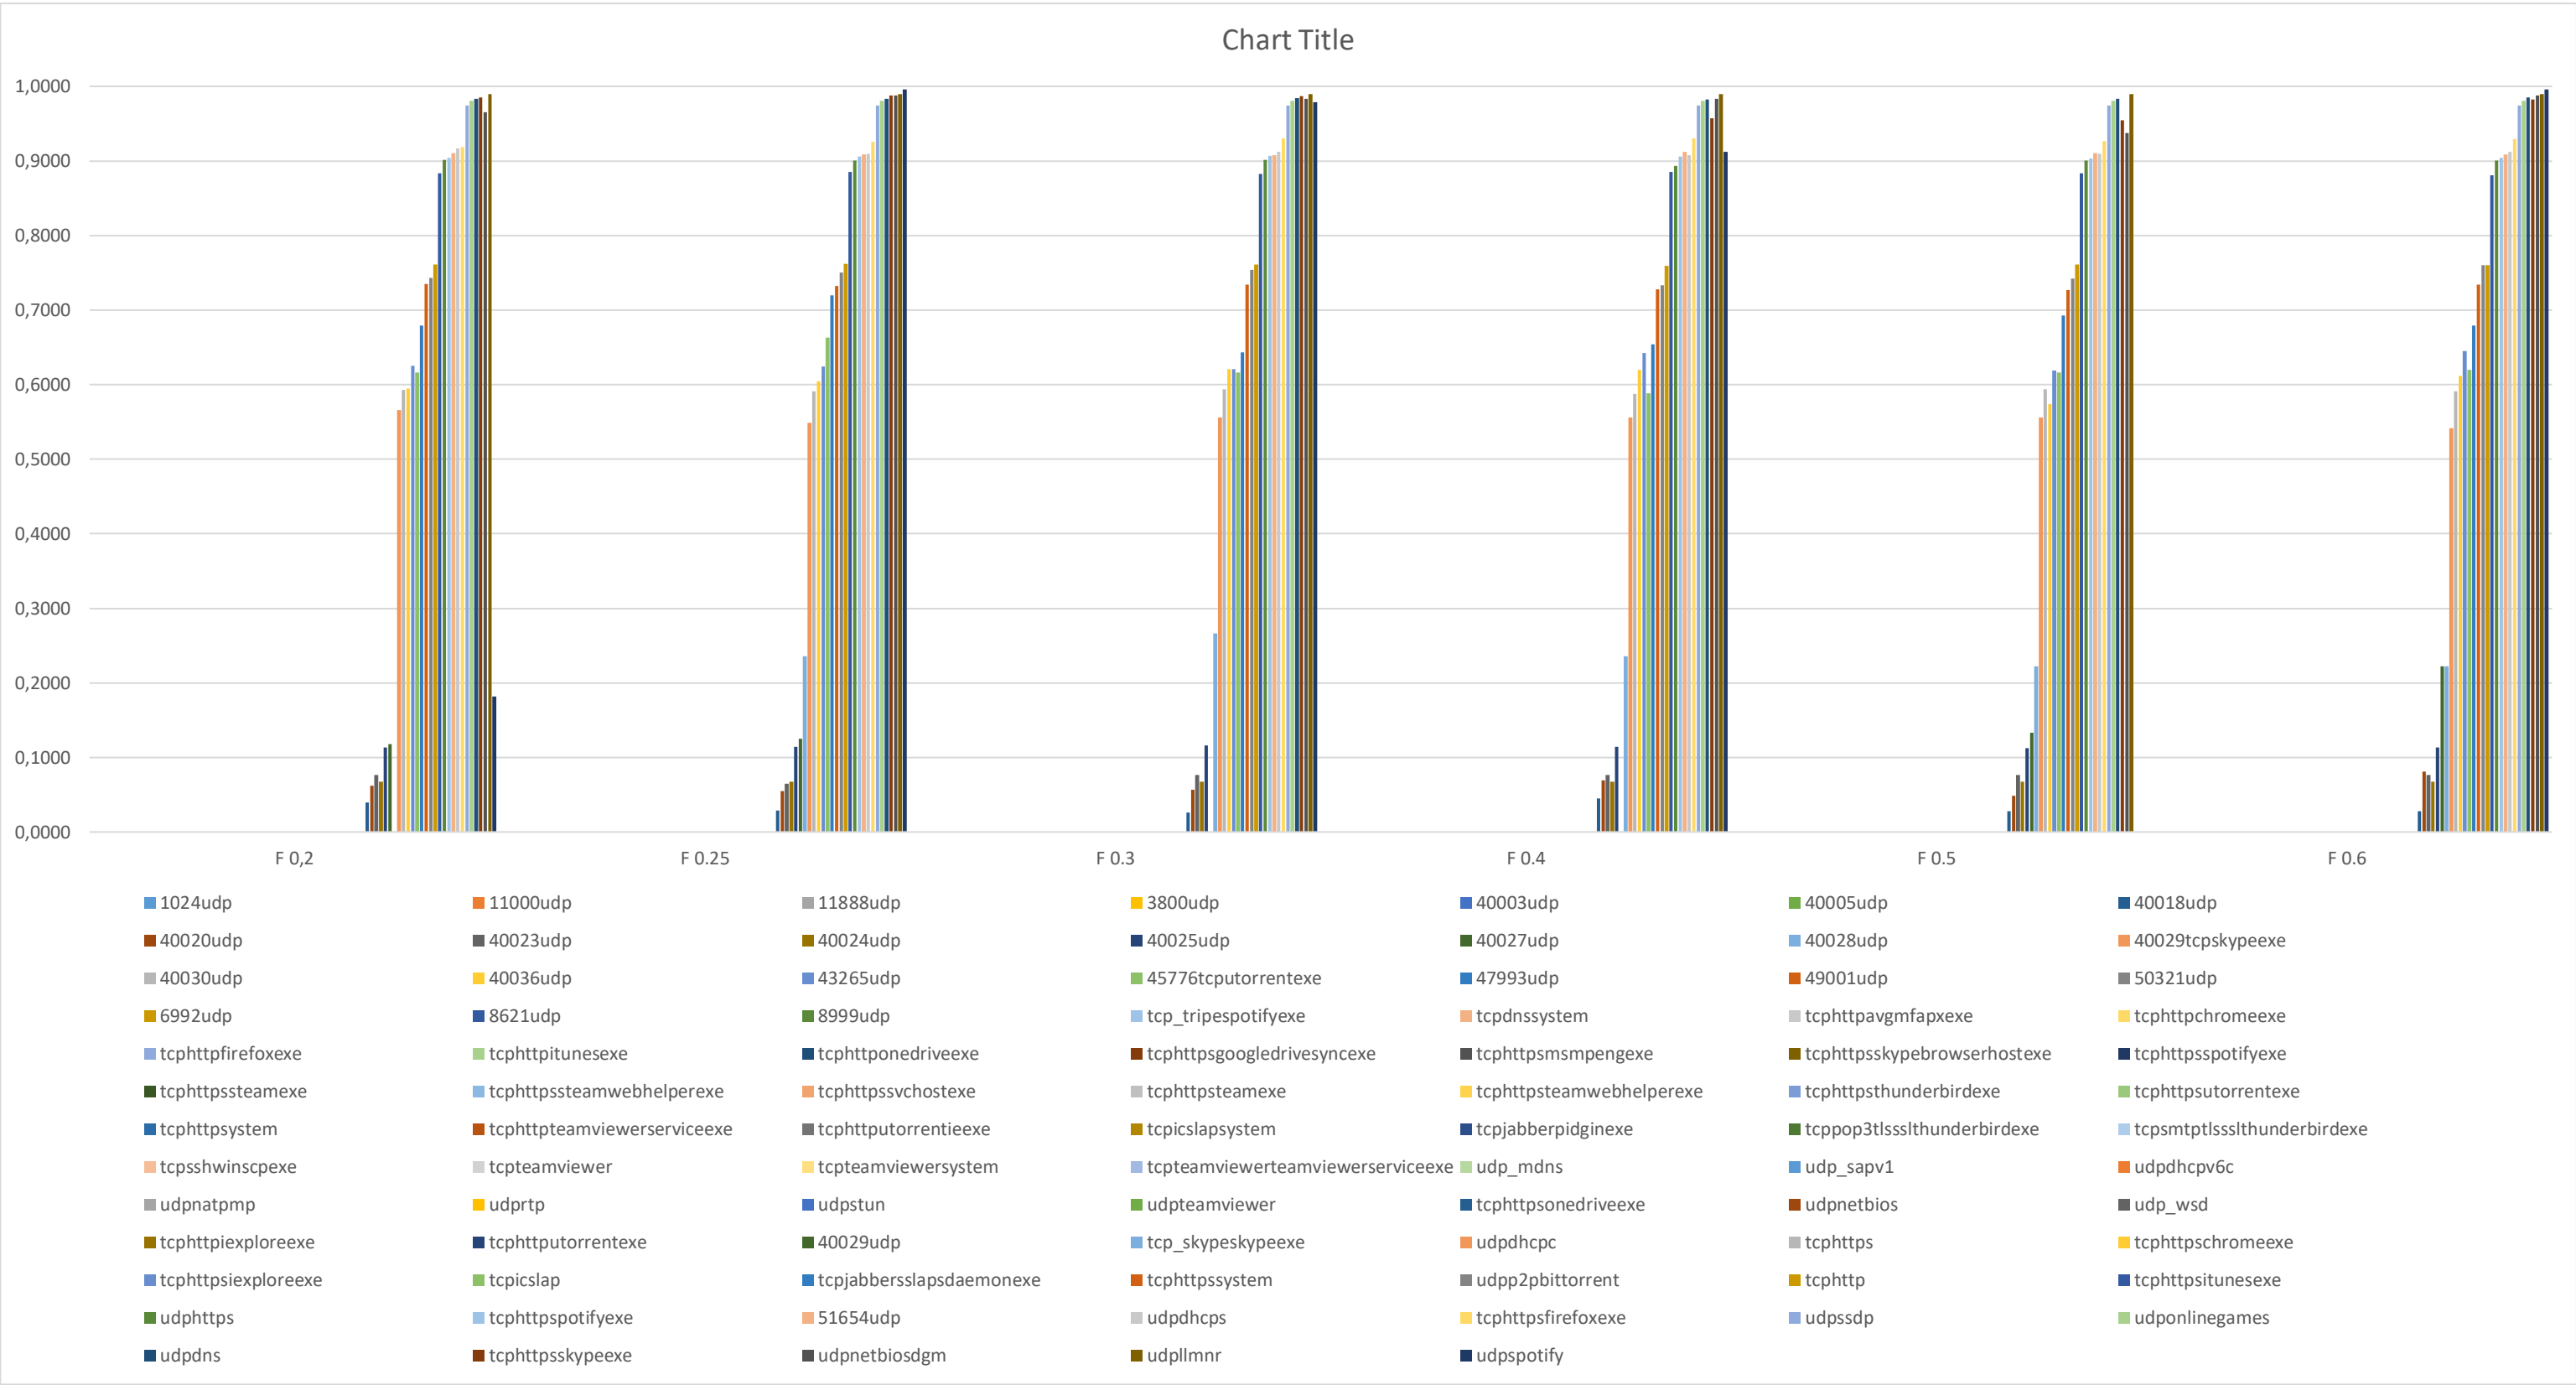 Chart Title
1,0000
0,9000
0,8000
0,7000
0,6000
0,5000
0,4000
0,3000
0,2000
0,1000
0,0000
F 0,2 F 0.25 F 0.3 F 0.4 F 0.5 F 0.6
1024udp 11000udp 11888udp 3800udp 40003udp 40005udp 40018udp
40020udp 40023udp 40024udp 40025udp 40027udp 40028udp 40029tcpskypeexe
40030udp 40036udp 43265udp 45776tcputorrentexe 47993udp 49001udp 50321udp
6992udp 8621udp 8999udp tcp_tripespotifyexe tcpdnssystem tcphttpavgmfapxexe tcphttpchromeexe
tcphttpfirefoxexe tcphttpitunesexe tcphttponedriveexe tcphttpsgoogledrivesyncexe tcphttpsmsmpengexe tcphttpsskypebrowserhostexe tcphttpsspotifyexe
tcphttpssteamexe tcphttpssteamwebhelperexe tcphttpssvchostexe tcphttpsteamexe tcphttpsteamwebhelperexe tcphttpsthunderbirdexe tcphttpsutorrentexe
tcphttpsystem tcphttpteamviewerserviceexe tcphttputorrentieexe tcpicslapsystem tcpjabberpidginexe tcppop3tlssslthunderbirdexe tcpsmtptlssslthunderbirdexe
tcpsshwinscpexe tcpteamviewer tcpteamviewersystem tcpteamviewerteamviewerserviceexe udp_mdns udp_sapv1 udpdhcpv6c
udpnatpmp udprtp udpstun udpteamviewer tcphttpsonedriveexe udpnetbios udp_wsd
tcphttpiexploreexe tcphttputorrentexe 40029udp tcp_skypeskypeexe udpdhcpc tcphttps tcphttpschromeexe
tcphttpsiexploreexe tcpicslap tcpjabbersslapsdaemonexe tcphttpssystem udpp2pbittorrent tcphttp tcphttpsitunesexe
udphttps tcphttpspotifyexe 51654udp udpdhcps tcphttpsfirefoxexe udpssdp udponlinegames
udpdns tcphttpsskypeexe udpnetbiosdgm udpllmnr udpspotify